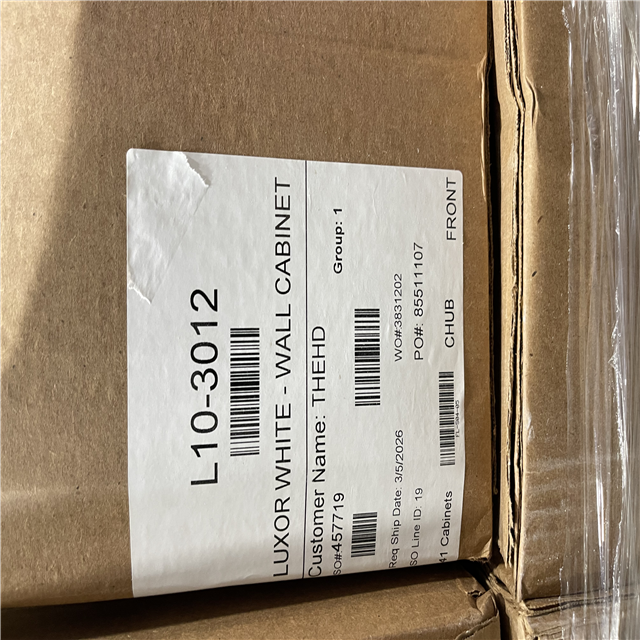 L10-3012
LUXOR WHITE - WALL CABINET
Customer Name: THEHD
SO#457719 Group: 1
Req Ship Date: 3/5/2026 WO#3831202
SO Line ID: 19 PO#: 85511107
41 Cabinets CHUB FRONT